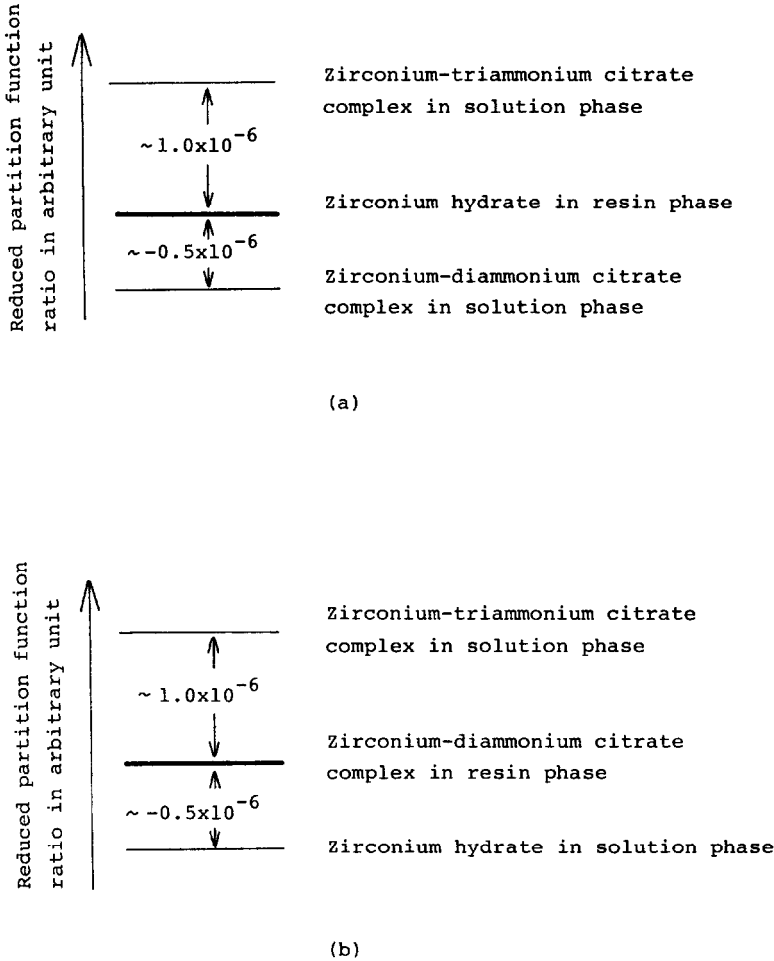 Reduced partition function
ratio in arbitrary unit
Zirconium-triammonium citrate
complex in solution phase
~1.0x10^-6
Zirconium hydrate in resin phase
~-0.5x10^-6
Zirconium-diammonium citrate
complex in solution phase
(a)
Reduced partition function
ratio in arbitrary unit
Zirconium-triammonium citrate
complex in solution phase
~1.0x10^-6
Zirconium-diammonium citrate
complex in resin phase
~-0.5x10^-6
Zirconium hydrate in solution phase
(b)